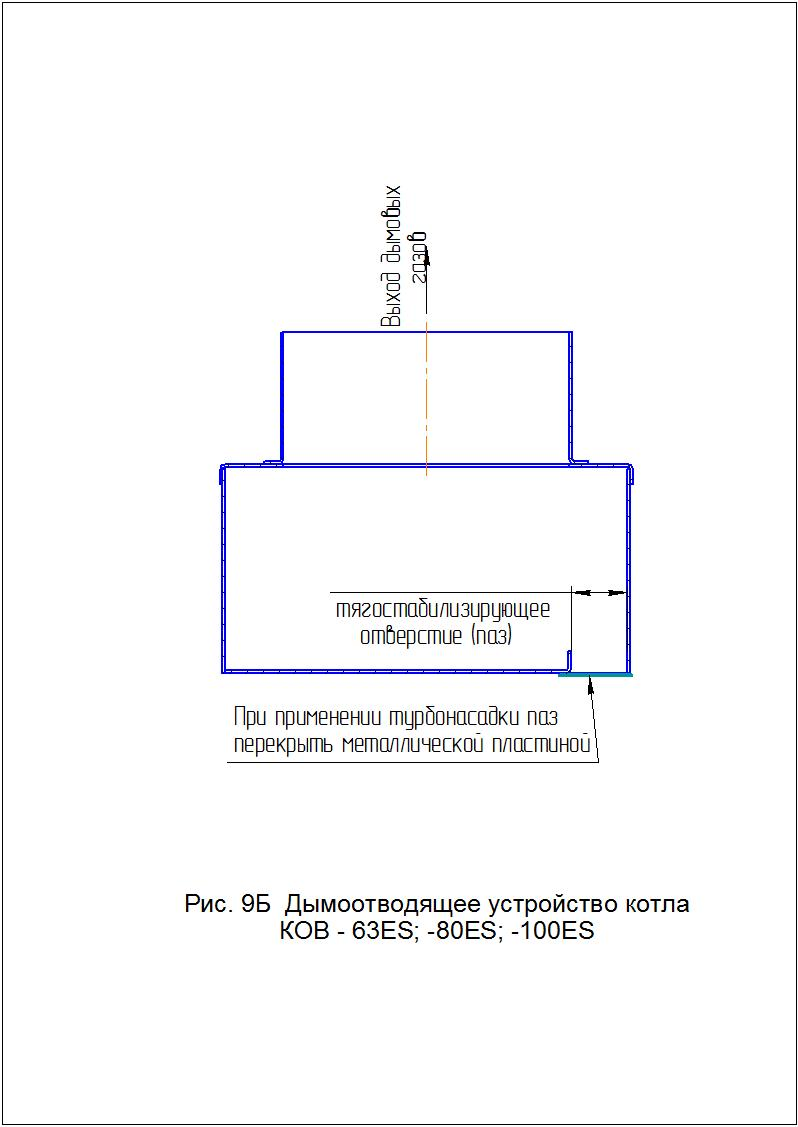 Выход дымовых
газов
тягостабилизирующее
отверстие (паз)
При применении турбонасадки паз
перекрыть металлической пластиной
Рис. 9Б Дымоотводящее устройство котла
КОВ - 63ES; -80ES; -100ES